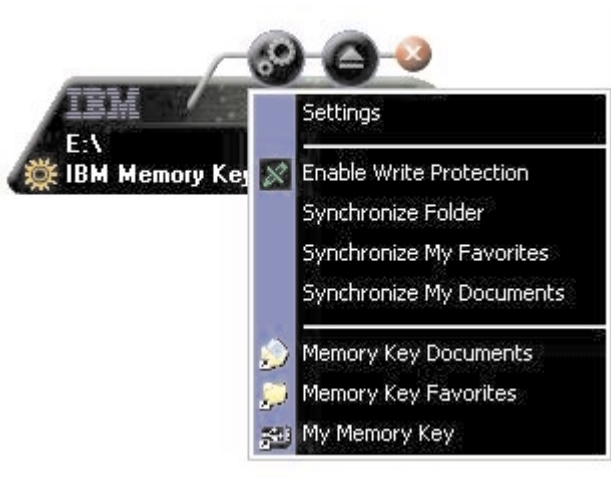 IBM
E:\
IBM Memory Key
Settings
Enable Write Protection
Synchronize Folder
Synchronize My Favorites
Synchronize My Documents
Memory Key Documents
Memory Key Favorites
My Memory Key